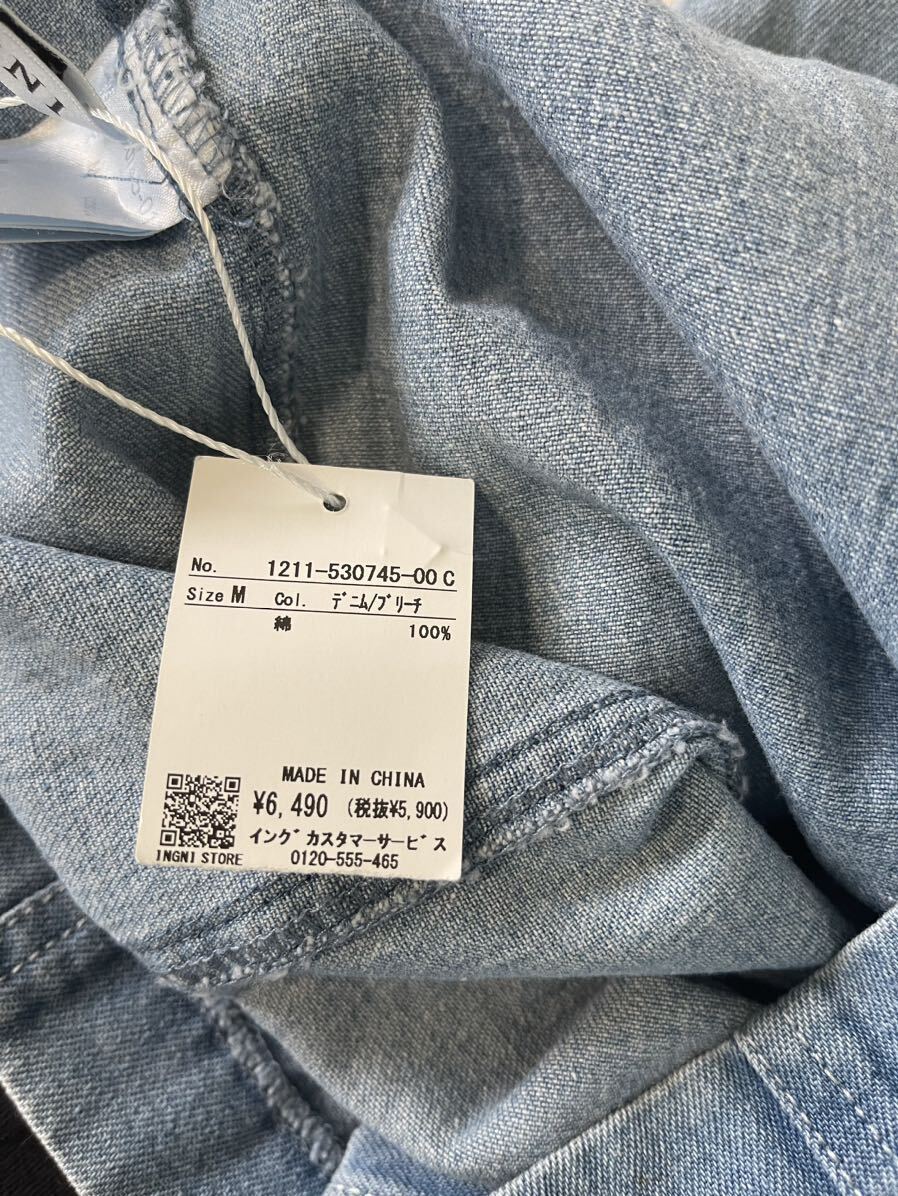 No. 1211-530745-00 C
Size M Col. ﾃﾞﾆﾑ/ﾌﾞﾘｰﾁ
綿 100%
MADE IN CHINA
¥6,490 (税抜¥5,900)
イングﾞカスタマーサーピﾞス
0120-555-465
INGNI STORE